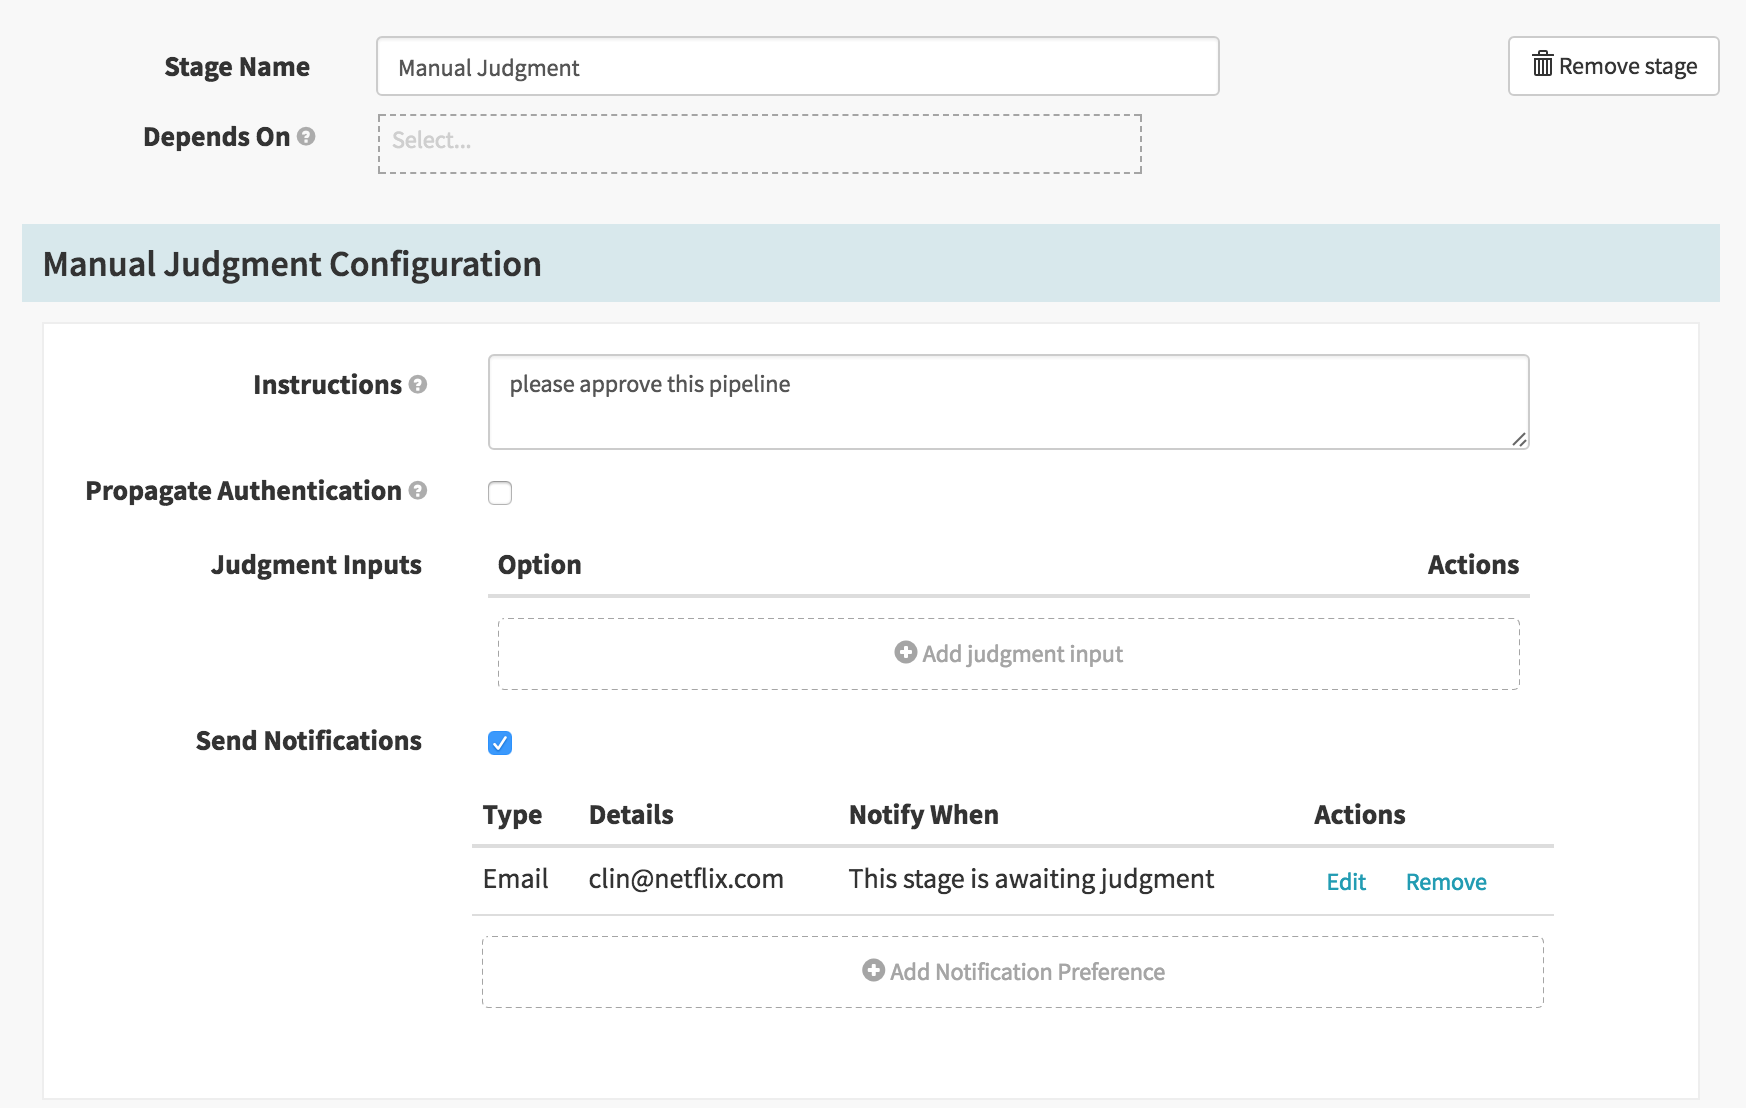 Stage Name
Manual Judgment
Remove stage
Depends On ?
Select...
Manual Judgment Configuration
Instructions ?
please approve this pipeline
Propagate Authentication ?
Judgment Inputs
Option Actions
Add judgment input
Send Notifications
Type Details Notify When Actions
Email clin@netflix.com This stage is awaiting judgment Edit Remove
Add Notification Preference